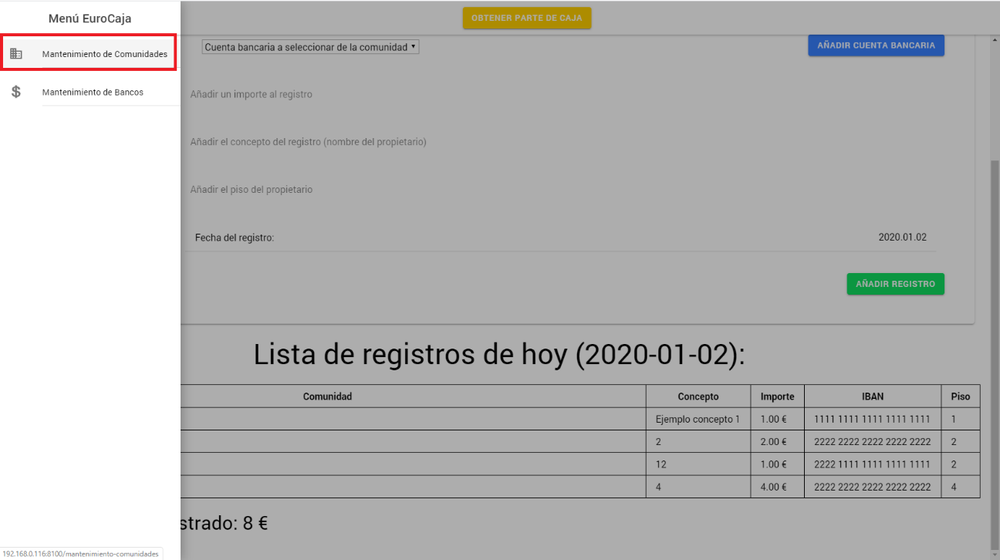 Menú EuroCaja
Mantenimiento de Comunidades
$ Mantenimiento de Bancos
OBTENER PARTE DE CAJA
Cuenta bancaria a seleccionar de la comunidad
AÑADIR CUENTA BANCARIA
Añadir un importe al registro
Añadir el concepto del registro (nombre del propietario)
Añadir el piso del propietario
Fecha del registro: 2020.01.02
AÑADIR REGISTRO
Lista de registros de hoy (2020-01-02):
Comunidad Concepto Importe IBAN Piso
Ejemplo concepto 1 1.00 € 1111 1111 1111 1111 1111 1
2 2.00 € 2222 2222 2222 2222 2222 2
12 1.00 € 2222 1111 1111 1111 1111 2
4 4.00 € 2222 2222 2222 2222 2222 4
strado: 8 €
192.168.0.116:8100/mantenimiento-comunidades